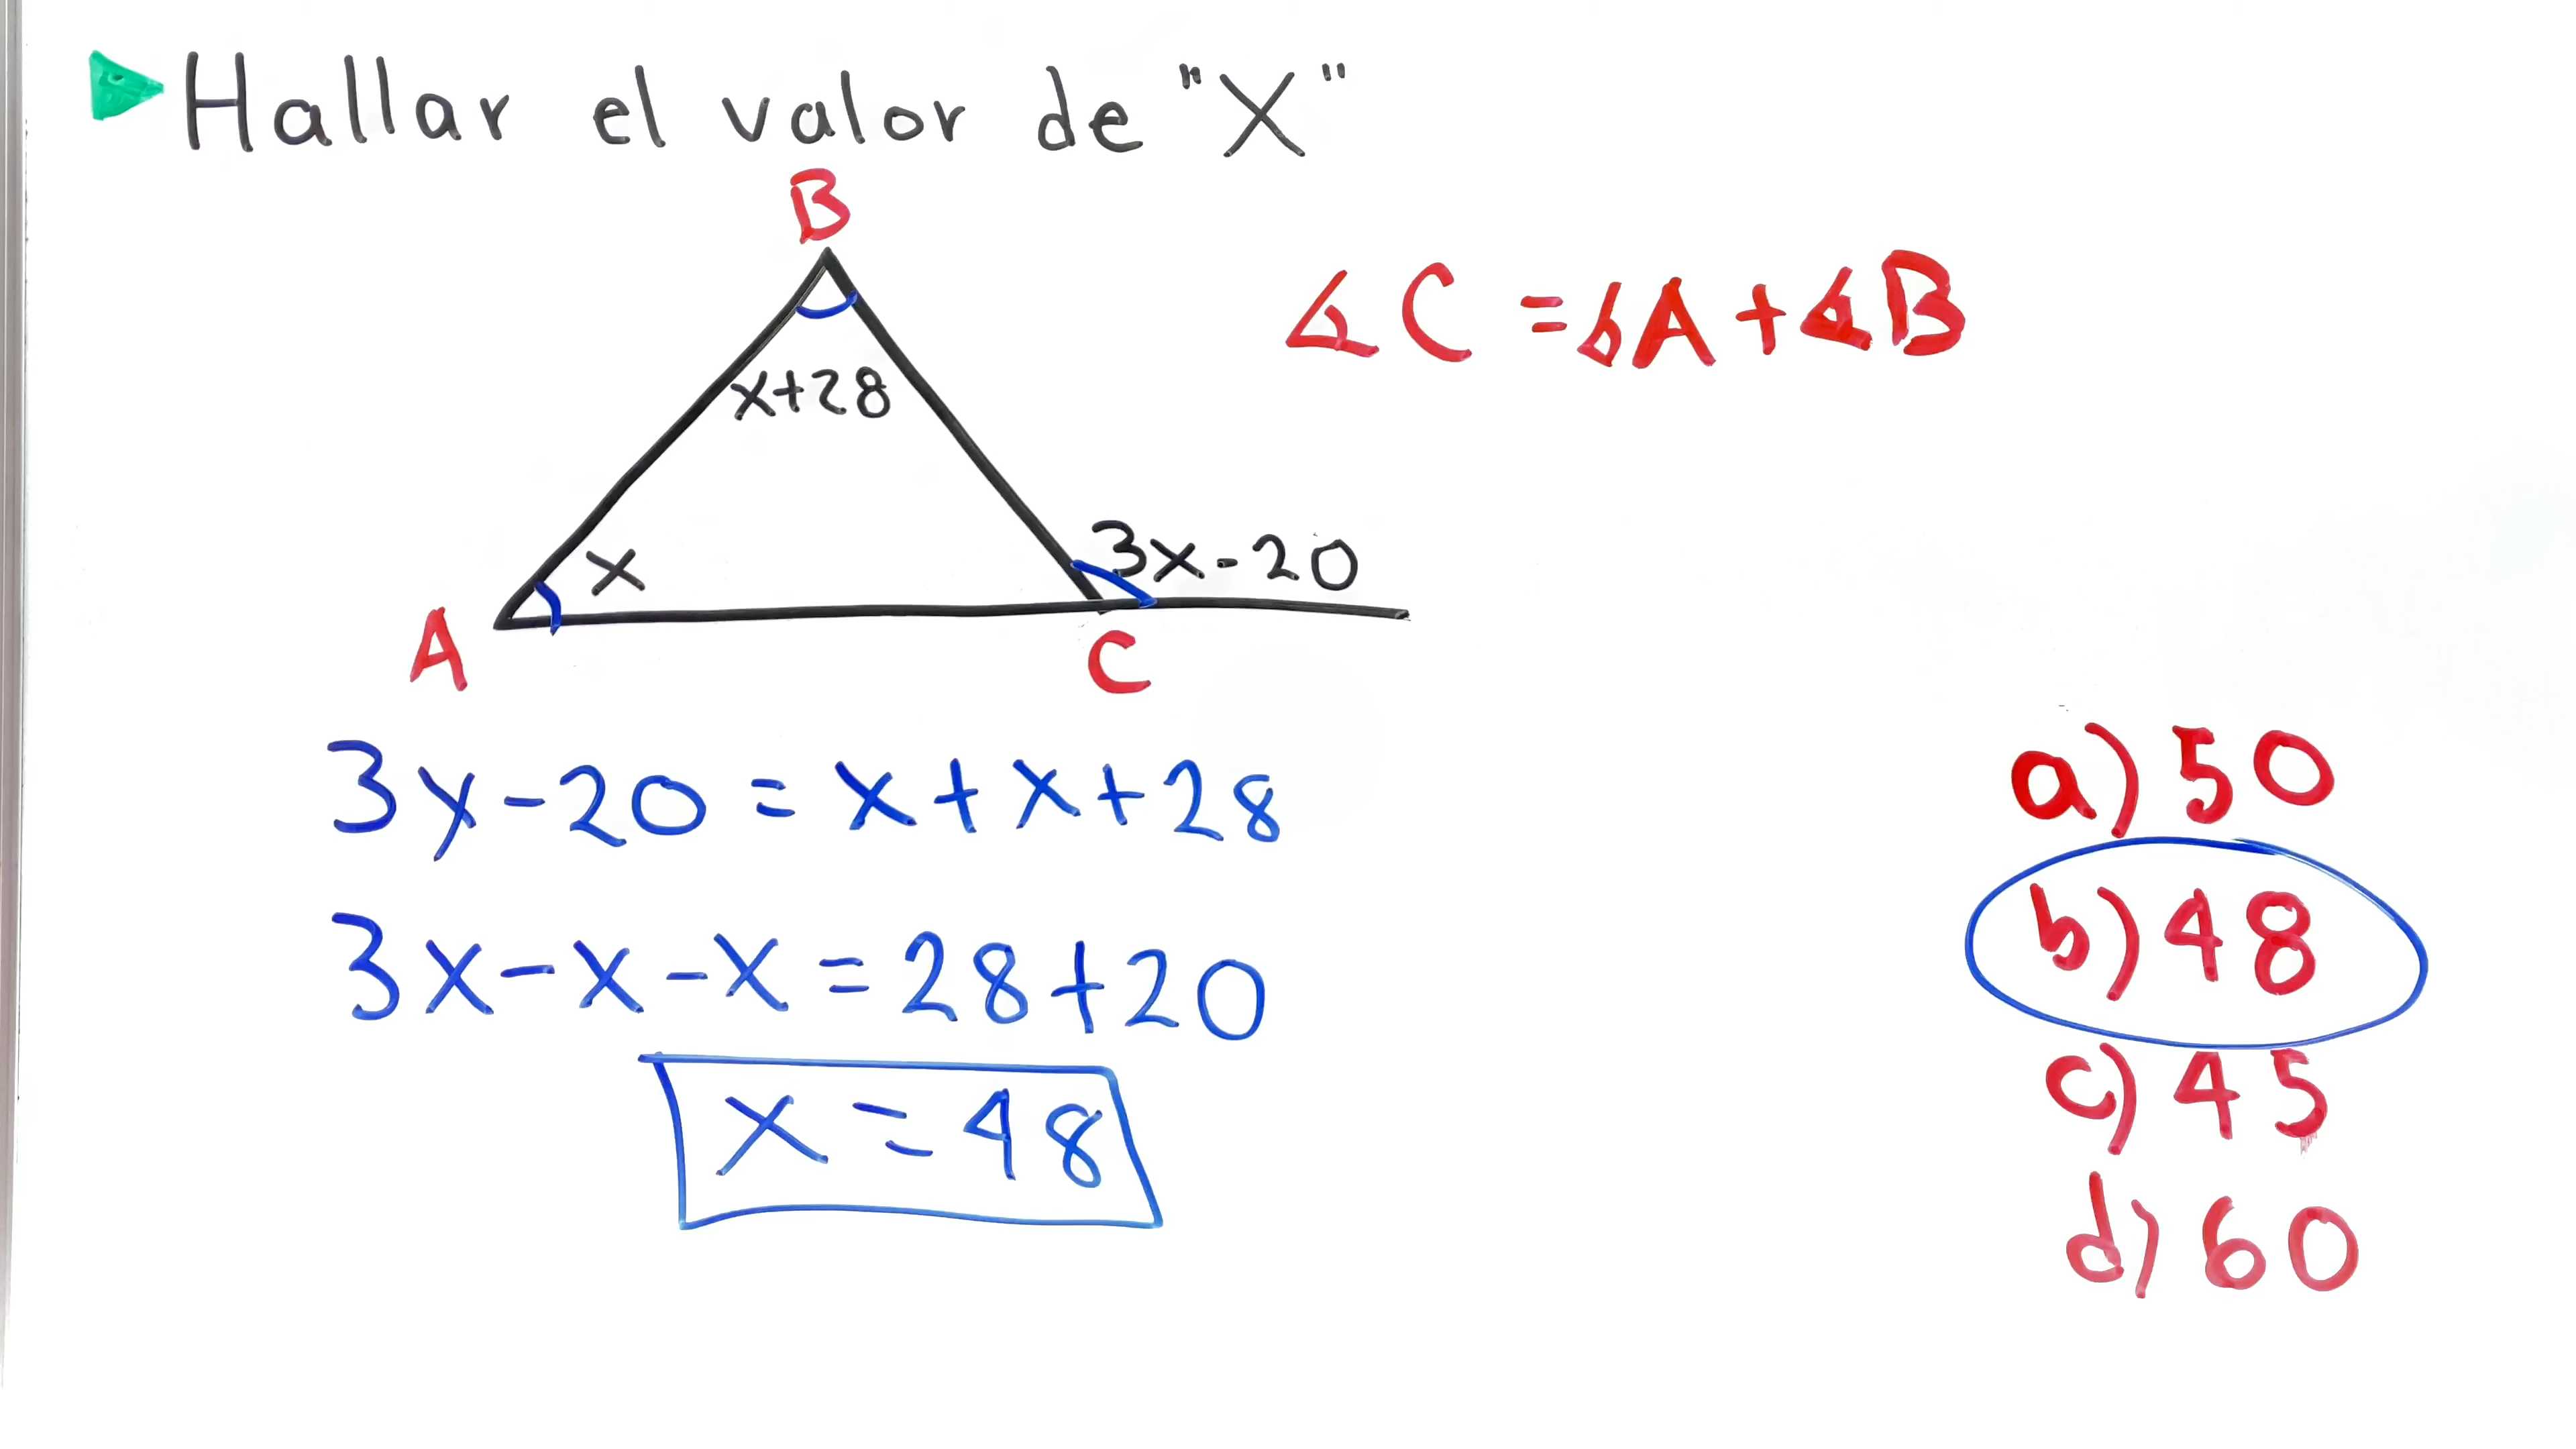 Hallar el valor de "X"
B
∡C = ∡A + ∡B
x+28
x
3x-20
A
C
3x-20 = x+x+28
3x-x-x = 28+20
x = 48
a) 50
b) 48
c) 45
d) 60